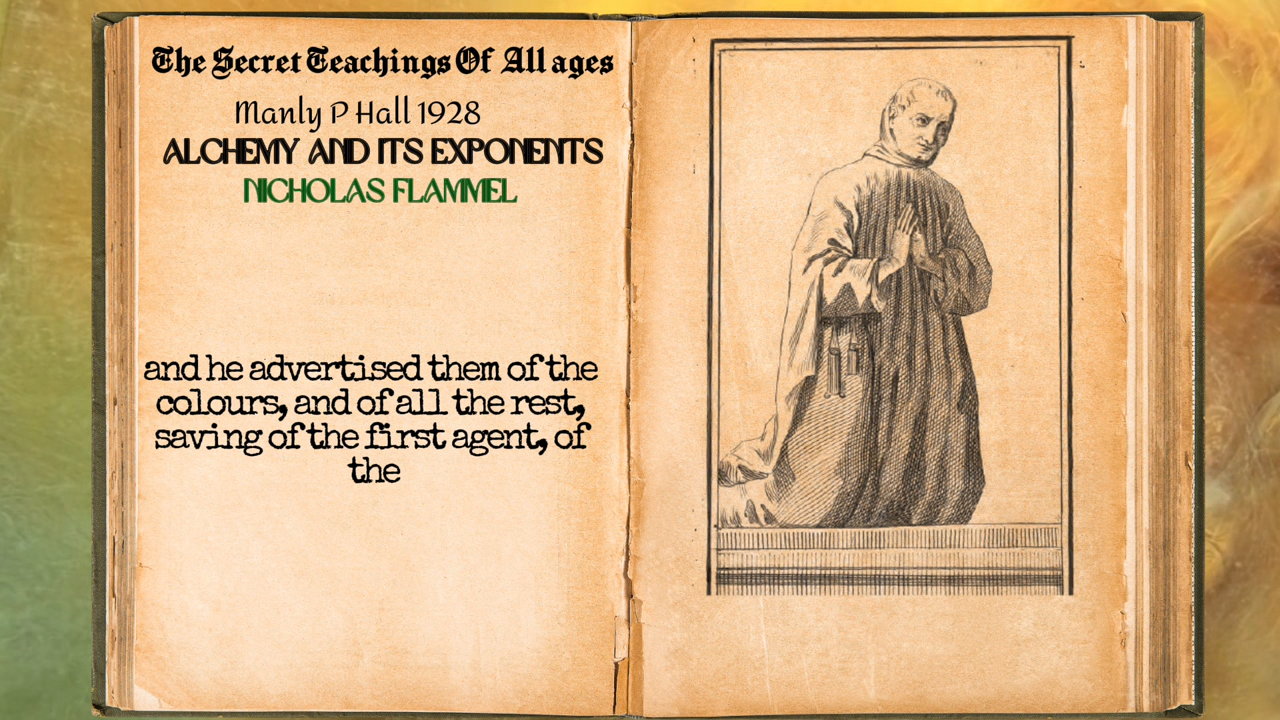 The Secret Teachings Of All ages
Manly P Hall 1928
ALCHEMY AND ITS EXPONENTS
NICHOLAS FLAMMEL
and he advertised them of the
colours, and of all the rest,
saving of the first agent, of
the